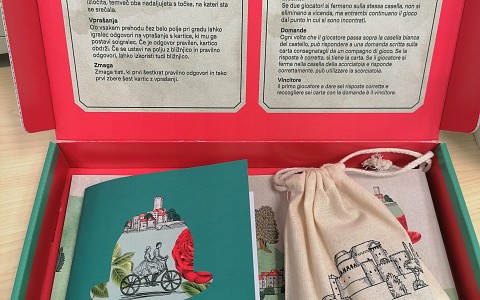 izločita, temveč oba nadaljujeta s točke, na kateri sta
se srečala.
Vprašanja
Ob vsakem prehodu čez belo polje pri gradu lahko
igralec odgovori na vprašanje s kartice, ki mu ga
postavi soigralec. Če je odgovor pravilen, kartico
obdrži. Če se ustavi na polju z bližnjico in pravilno
odgovori, lahko izkoristi tudi bližnjico.
Zmaga
Zmaga tisti, ki prvi šestkrat pravilno odgovori in tako
prvi zbere šest kartic z vprašanji.
Se due giocatori si fermano sulla stessa casella, non si
eliminano a vicenda, ma entrambi continuano il gioco
dal punto in cui si sono incontrati.
Domande
Ogni volta che il giocatore passa sopra la casella bianca
del castello, può rispondere a una domanda scritta sulla
carta consegnatagli da un compagno di gioco. Se la
risposta è corretta, si tiene la carta. Se il giocatore si
ferma nella casella della scorciatoia e risponde
correttamente, può utilizzare la scorciatoia.
Vincitore
Il primo giocatore a dare sei risposte corrette e
raccogliere sei carte con la domanda è il vincitore.